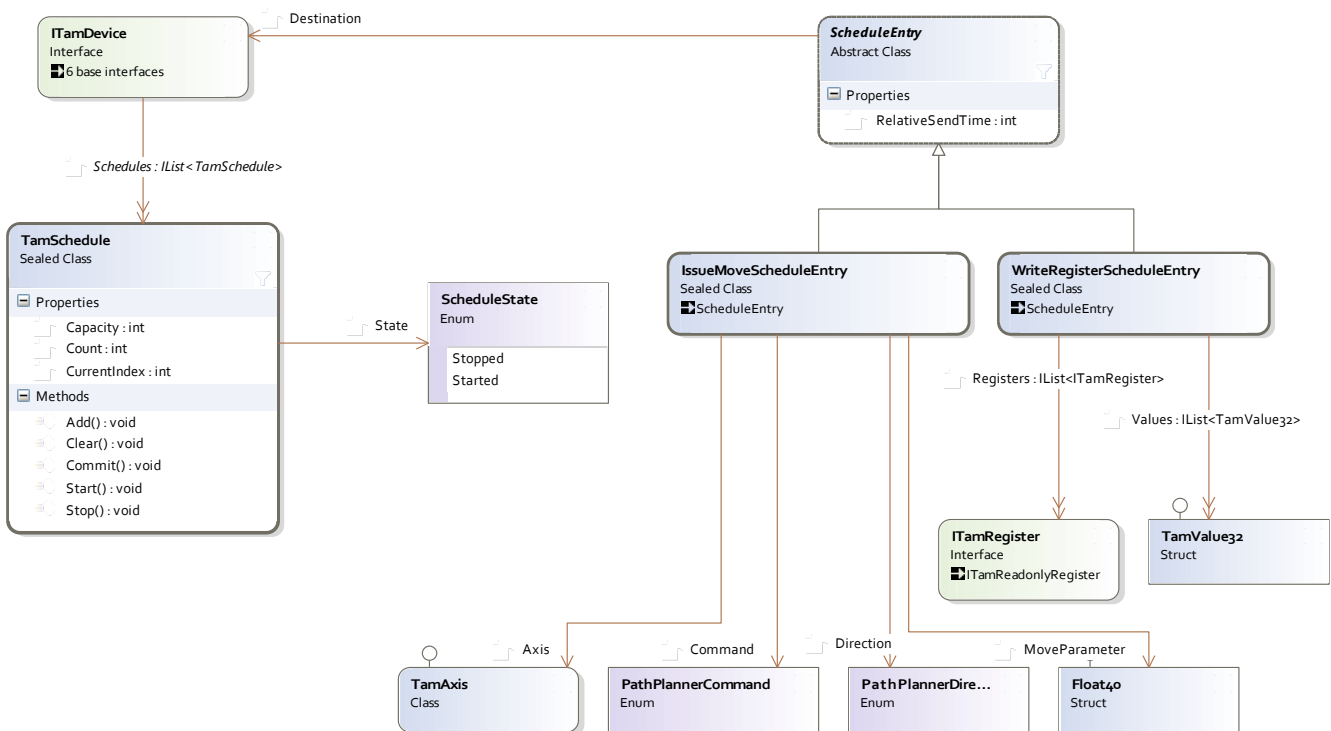 Destination
ITamDevice
Interface
6 base interfaces
ScheduleEntry
Abstract Class
Properties
RelativeSendTime : int
Schedules : IList<TamSchedule>
TamSchedule
Sealed Class
Properties
Capacity : int
Count : int
CurrentIndex : int
Methods
Add() : void
Clear() : void
Commit() : void
Start() : void
Stop() : void
State
ScheduleState
Enum
Stopped
Started
IssueMoveScheduleEntry
Sealed Class
ScheduleEntry
WriteRegisterScheduleEntry
Sealed Class
ScheduleEntry
Registers : IList<ITamRegister>
Values : IList<TamValue32>
ITamRegister
Interface
ITamReadonlyRegister
TamValue32
Struct
Axis
Command
Direction
MoveParameter
TamAxis
Class
PathPlannerCommand
Enum
PathPlannerDire...
Enum
Float40
Struct